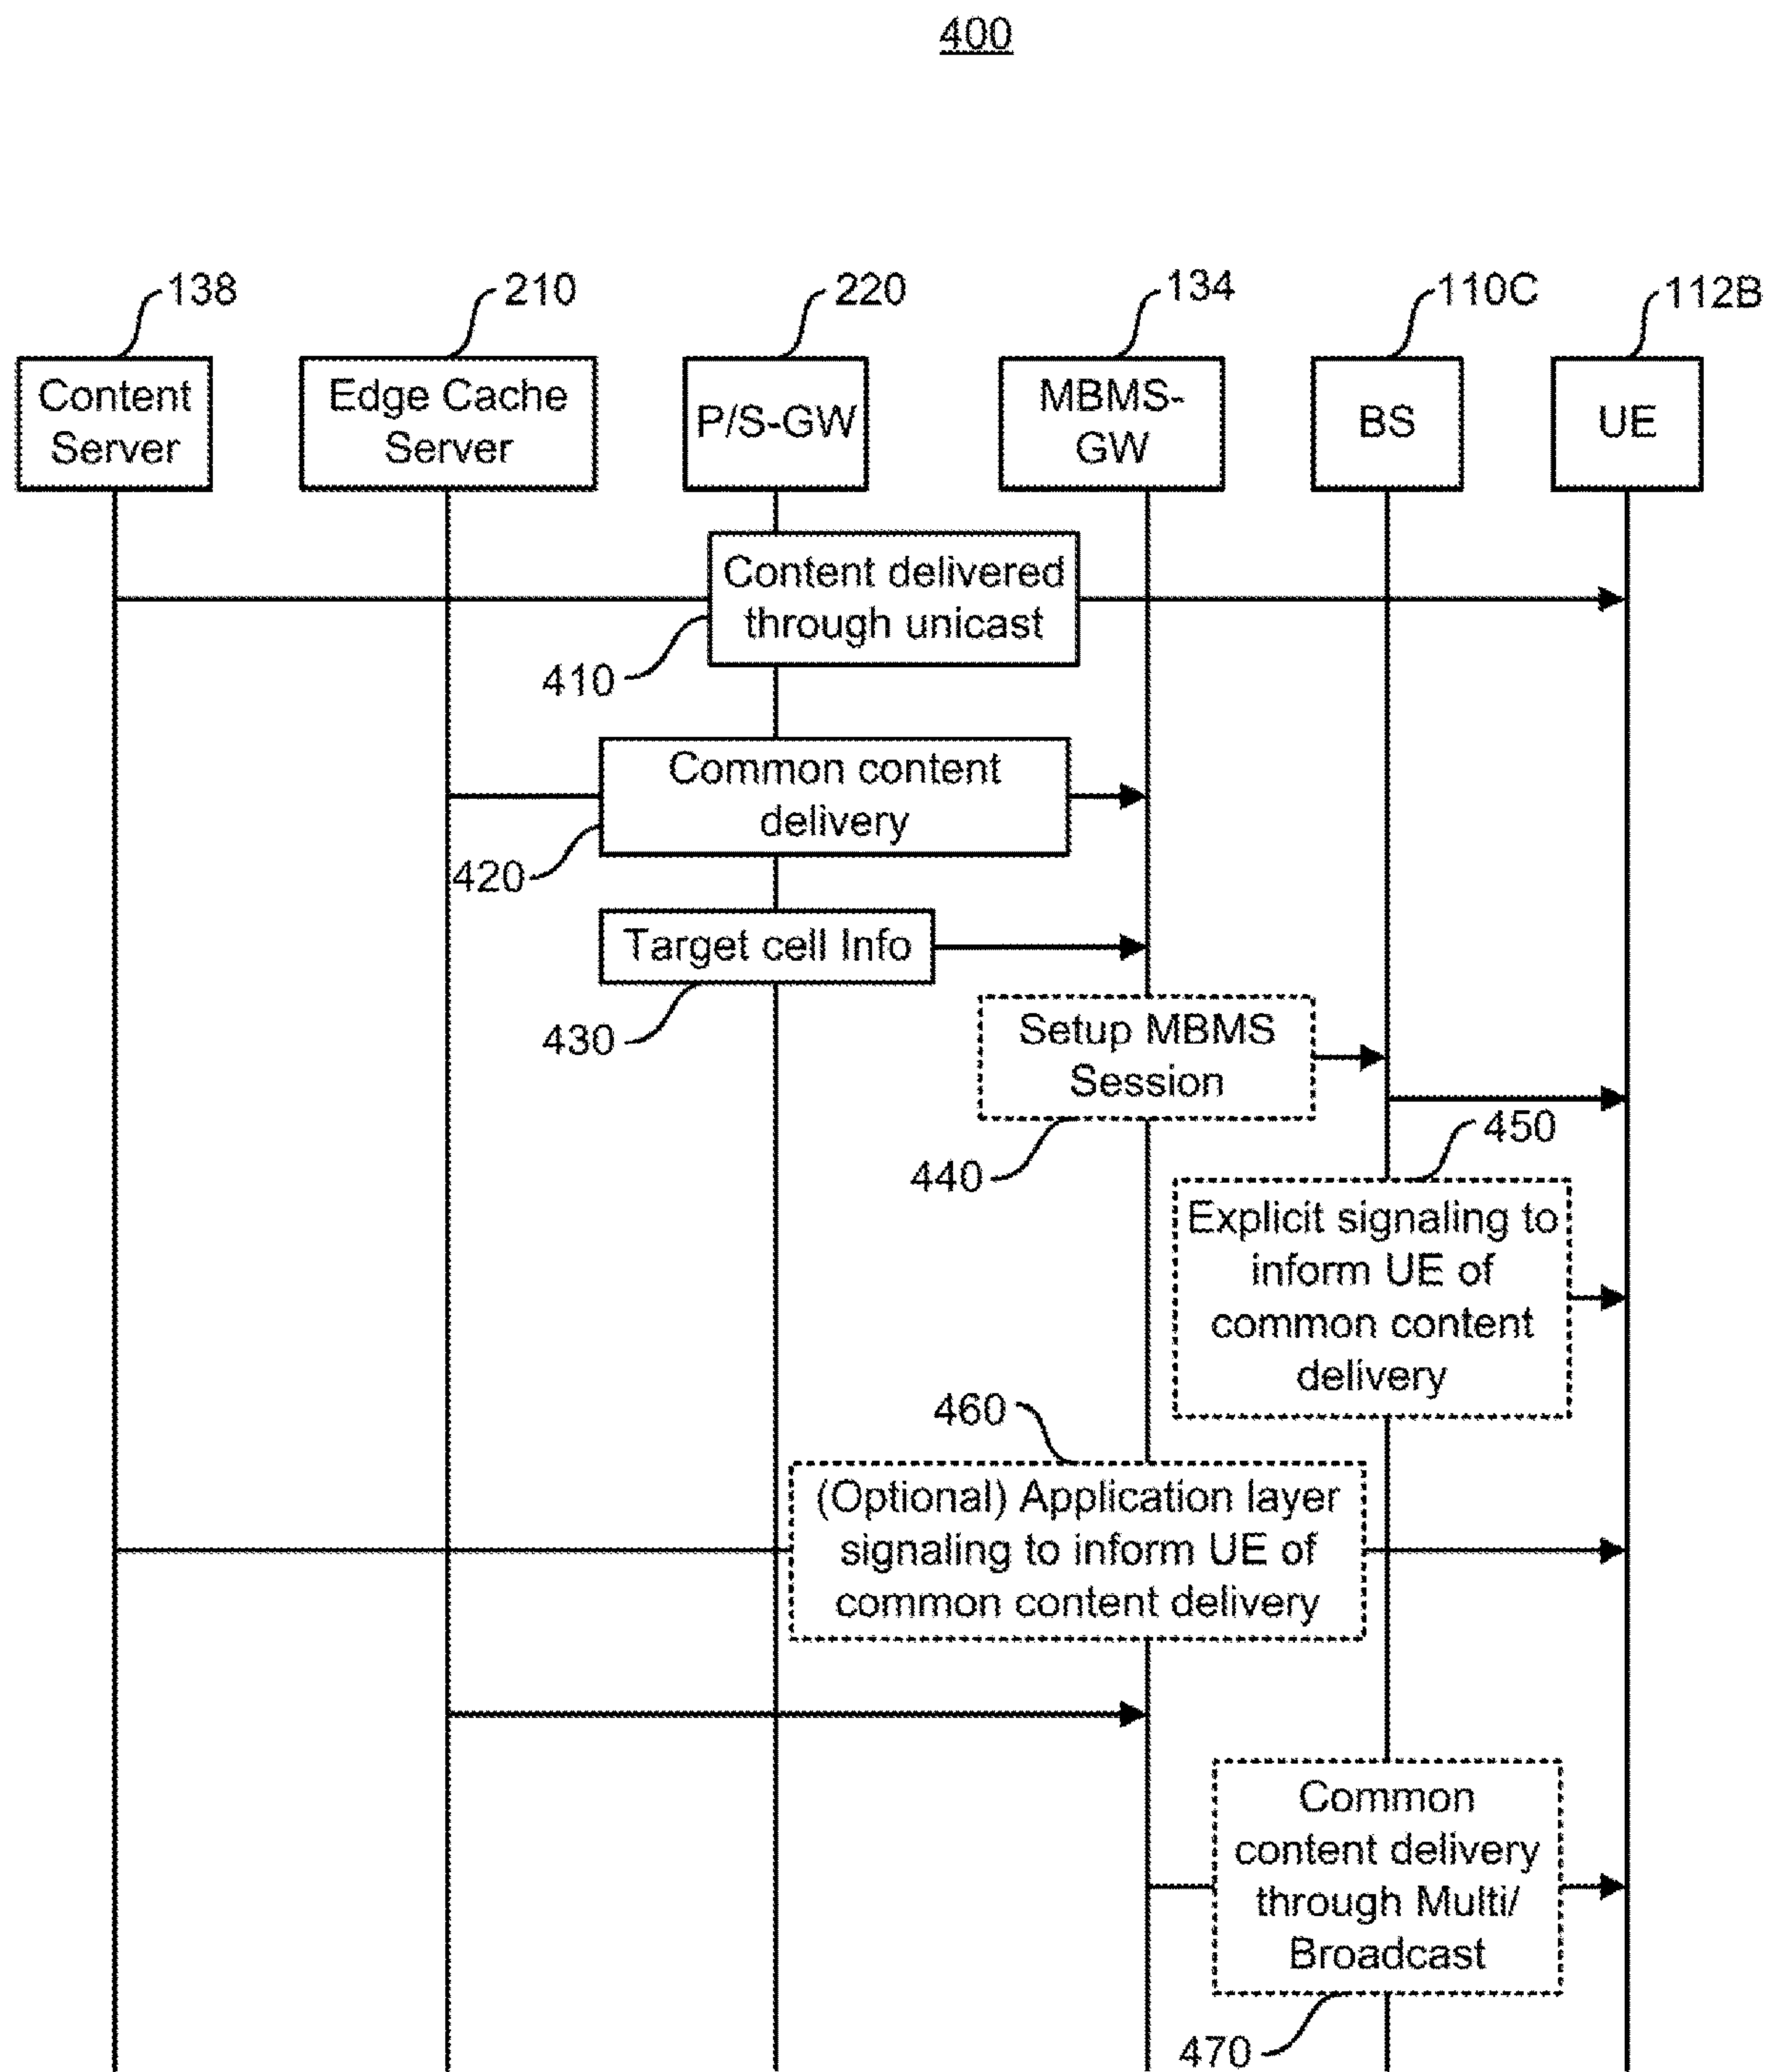 400
138
210
220
134
110C
112B
Content
Server
Edge Cache
Server
P/S-GW
MBMS-
GW
BS
UE
Content delivered
through unicast
410
Common content
delivery
420
Target cell Info
430
Setup MBMS
Session
440
450
Explicit signaling to
inform UE of
common content
delivery
460
(Optional) Application layer
signaling to inform UE of
common content delivery
Common
content delivery
through Multi/
Broadcast
470